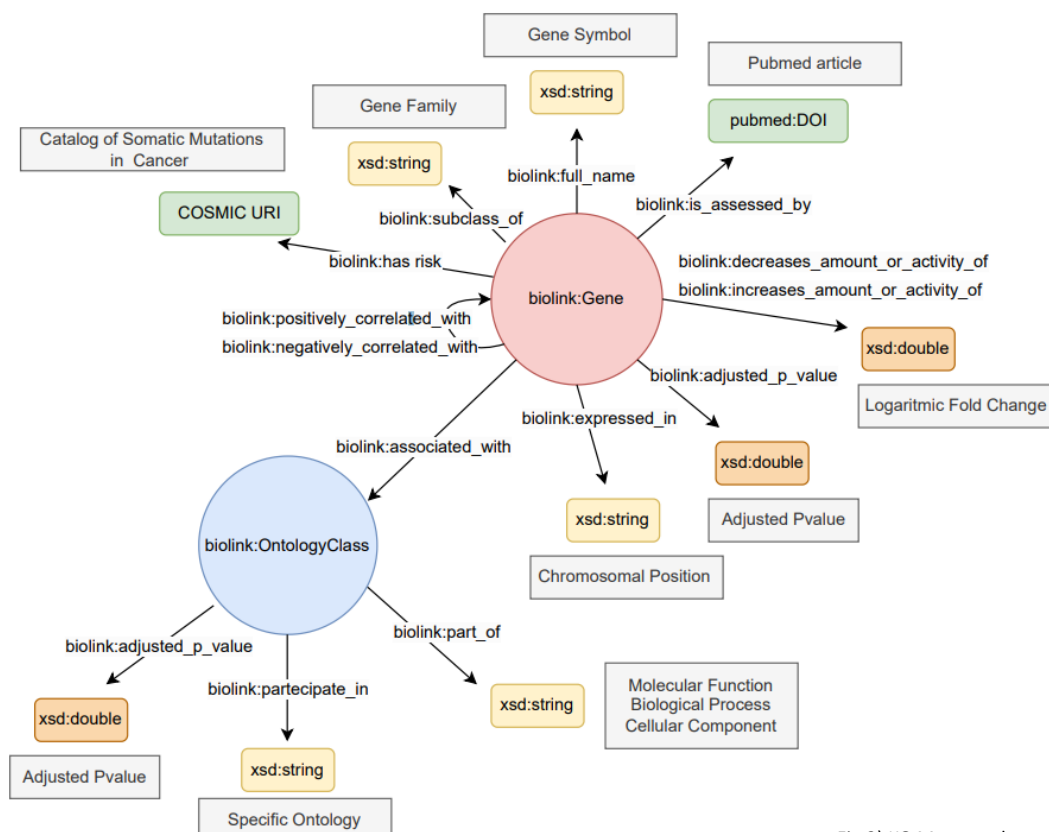 Gene Symbol
Pubmed article
xsd:string
Gene Family
pubmed:DOI
Catalog of Somatic Mutations
in Cancer
xsd:string
biolink:full_name
biolink:is_assessed_by
COSMIC URI
biolink:subclass_of
biolink:has risk
biolink:decreases_amount_or_activity_of
biolink:increases_amount_or_activity_of
biolink:Gene
biolink:positively_correlated_with
biolink:negatively_correlated_with
xsd:double
biolink:adjusted_p_value
Logaritmic Fold Change
biolink:expressed_in
biolink:associated_with
xsd:double
xsd:string
Adjusted Pvalue
biolink:OntologyClass
Chromosomal Position
biolink:part_of
biolink:adjusted_p_value
biolink:partecipate_in
Molecular Function
Biological Process
Cellular Component
xsd:string
xsd:double
Adjusted Pvalue
xsd:string
Specific Ontology